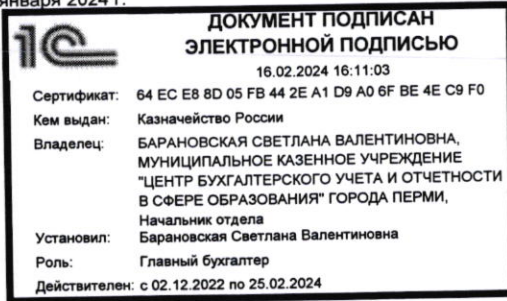 января 2024 г.
1С
ДОКУМЕНТ ПОДПИСАН
ЭЛЕКТРОННОЙ ПОДПИСЬЮ
16.02.2024 16:11:03
Сертификат: 64 EC E8 8D 05 FB 44 2E A1 D9 A0 6F BE 4E C9 F0
Кем выдан: Казначейство России
Владелец: БАРАНОВСКАЯ СВЕТЛАНА ВАЛЕНТИНОВНА,
МУНИЦИПАЛЬНОЕ КАЗЕННОЕ УЧРЕЖДЕНИЕ
"ЦЕНТР БУХГАЛТЕРСКОГО УЧЕТА И ОТЧЕТНОСТИ
В СФЕРЕ ОБРАЗОВАНИЯ" ГОРОДА ПЕРМИ,
Начальник отдела
Установил: Барановская Светлана Валентиновна
Роль: Главный бухгалтер
Действителен: с 02.12.2022 по 25.02.2024